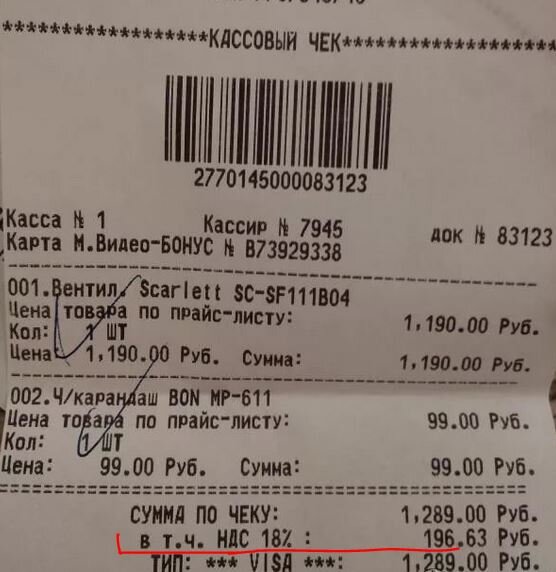 *****************КАССОВЫЙ ЧЕК******************
2770145000083123
Касса № 1 Кассир № 7945 док № 83123
Карта М.Видео-БОНУС № B73929338
001.Вентил. Scarlett SC-SF111B04
Цена товара по прайс-листу: 1,190.00 Руб.
Кол: 1 ШТ
Цена: 1,190.00 Руб. Сумма: 1,190.00 Руб.
002.Ч/карандаш BON MP-611
Цена товара по прайс-листу: 99.00 Руб.
Кол: 1 ШТ
Цена: 99.00 Руб. Сумма: 99.00 Руб.
СУММА ПО ЧЕКУ: 1,289.00 Руб.
в т.ч. НДС 18% : 196.63 Руб.
ТИП: *** VISA ***: 1,289.00 Руб.